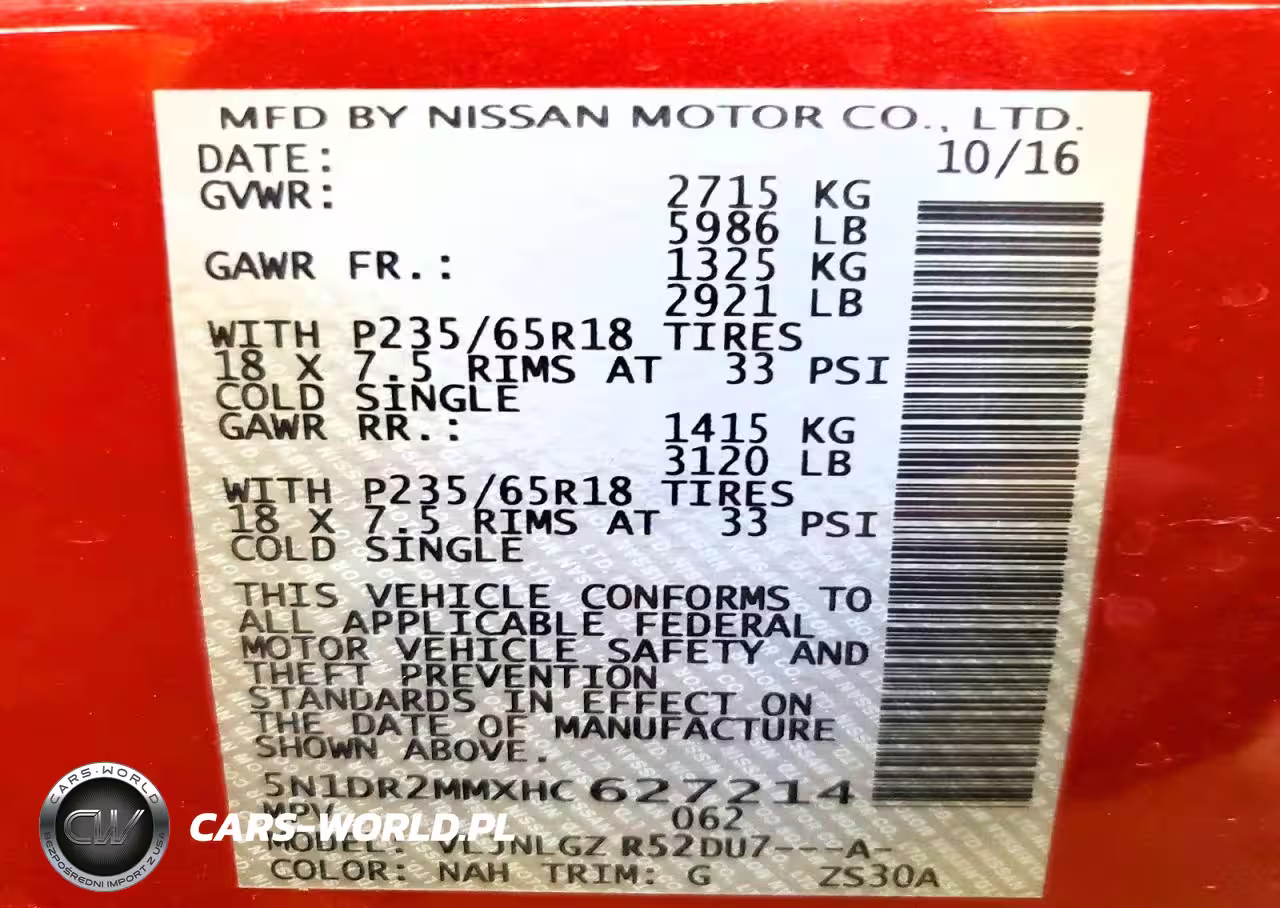 MFD BY NISSAN MOTOR CO., LTD.
DATE: 10/16
GVWR: 2715 KG
5986 LB
GAWR FR.: 1325 KG
2921 LB
WITH P235/65R18 TIRES
18 X 7.5 RIMS AT 33 PSI
COLD SINGLE
GAWR RR.: 1415 KG
3120 LB
WITH P235/65R18 TIRES
18 X 7.5 RIMS AT 33 PSI
COLD SINGLE
THIS VEHICLE CONFORMS TO
ALL APPLICABLE FEDERAL
MOTOR VEHICLE SAFETY AND
THEFT PREVENTION
STANDARDS IN EFFECT ON
THE DATE OF MANUFACTURE
SHOWN ABOVE.
5N1DR2MMXHC627214
MPV 062
MODEL: VLJNLGZ R52DU7---A-
COLOR: NAH TRIM: G ZS30A
CARS-WORLD
CW
BEZPOŚREDNI IMPORT Z USA
CARS-WORLD.PL